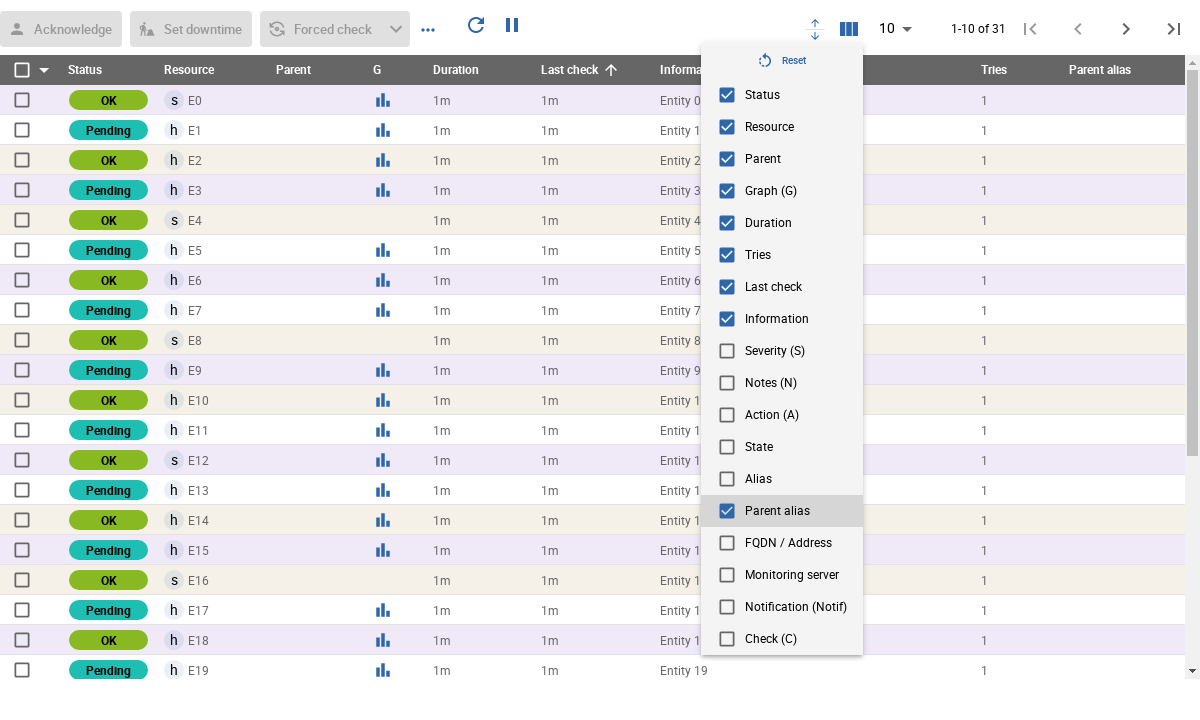 Acknowledge Set downtime Forced check 10 1-10 of 31
Status Resource Parent G Duration Last check Informa Tries Parent alias
OK s E0 1m 1m Entity 0 1
Pending h E1 1m 1m Entity 1 1
OK h E2 1m 1m Entity 2 1
Pending h E3 1m 1m Entity 3 1
OK s E4 1m 1m Entity 4 1
Pending h E5 1m 1m Entity 5 1
OK h E6 1m 1m Entity 6 1
Pending h E7 1m 1m Entity 7 1
OK s E8 1m 1m Entity 8 1
Pending h E9 1m 1m Entity 9 1
OK h E10 1m 1m Entity 1 1
Pending h E11 1m 1m Entity 1 1
OK s E12 1m 1m Entity 1 1
Pending h E13 1m 1m Entity 1 1
OK h E14 1m 1m Entity 1 1
Pending h E15 1m 1m Entity 1 1
OK s E16 1m 1m Entity 1 1
Pending h E17 1m 1m Entity 1 1
OK h E18 1m 1m Entity 1 1
Pending h E19 1m 1m Entity 19 1
Reset
Status
Resource
Parent
Graph (G)
Duration
Tries
Last check
Information
Severity (S)
Notes (N)
Action (A)
State
Alias
Parent alias
FQDN / Address
Monitoring server
Notification (Notif)
Check (C)